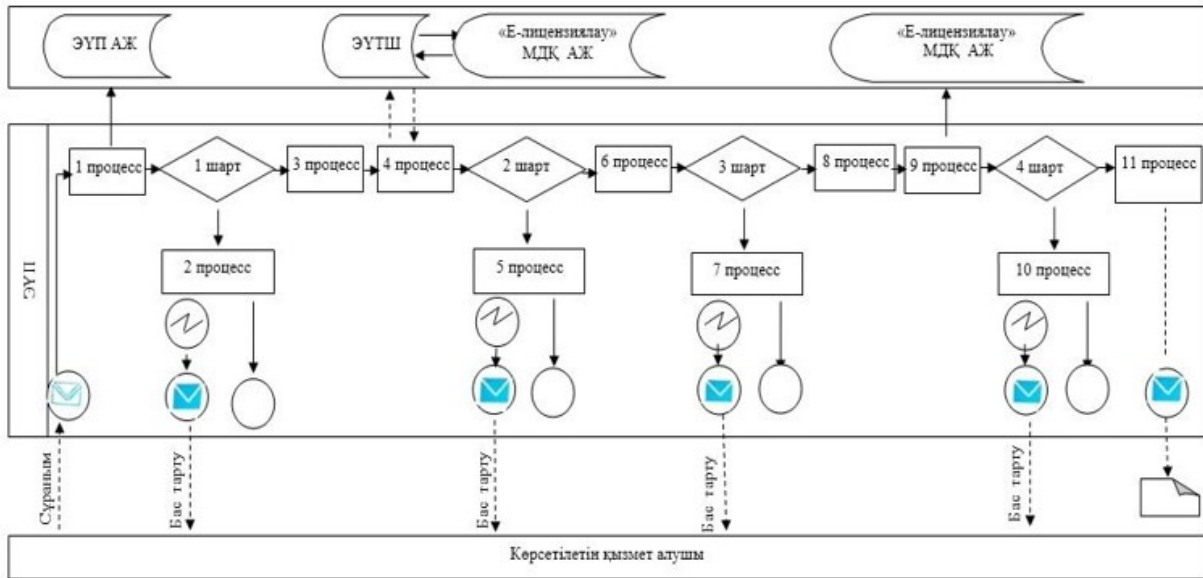 ЭҮП АЖ
ЭҮТШ
«Е-лицензиялау»
МДҚ АЖ
«Е-лицензиялау»
МДҚ АЖ
ЭҮП
1 процесс
1 шарт
3 процесс
4 процесс
2 шарт
6 процесс
3 шарт
8 процесс
9 процесс
4 шарт
11 процесс
2 процесс
5 процесс
7 процесс
10 процесс
Сұраным
Бас тарту
Бас тарту
Бас тарту
Бас тарту
Көрсетілетін қызмет алушы